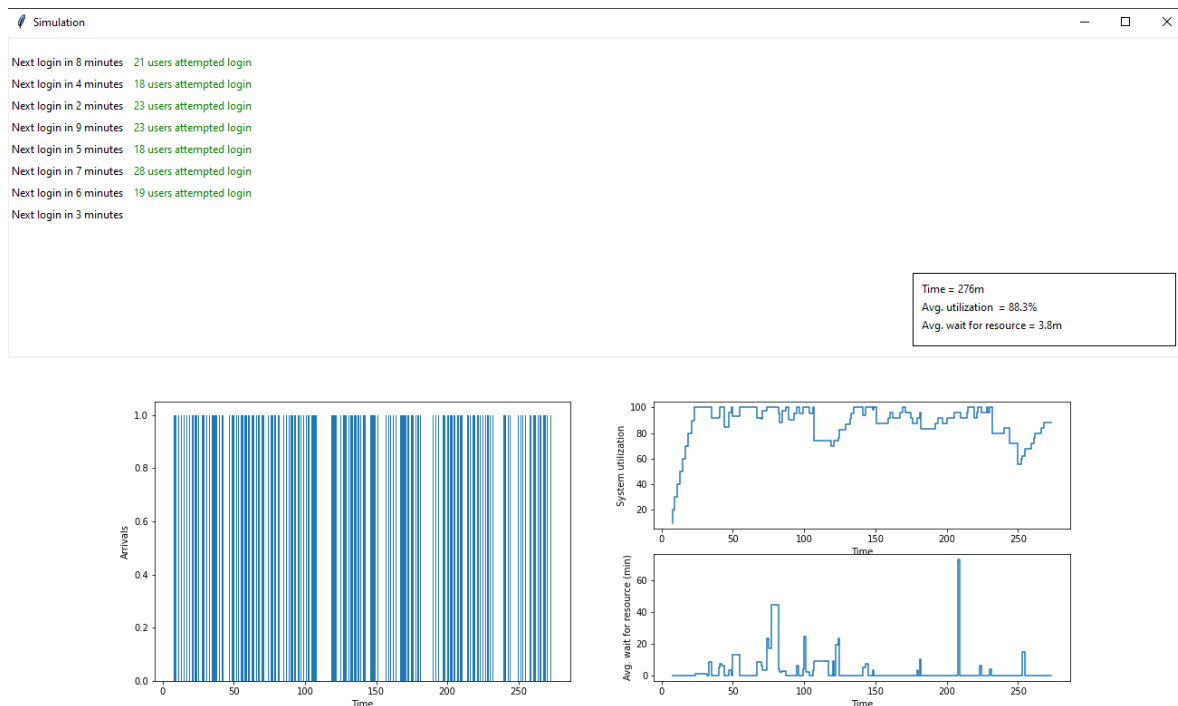 Simulation
Next login in 8 minutes 21 users attempted login
Next login in 4 minutes 18 users attempted login
Next login in 2 minutes 23 users attempted login
Next login in 9 minutes 23 users attempted login
Next login in 5 minutes 18 users attempted login
Next login in 7 minutes 28 users attempted login
Next login in 6 minutes 19 users attempted login
Next login in 3 minutes
Time = 276m
Avg. utilization = 88.3%
Avg. wait for resource = 3.8m
Arrivals
1.0
0.8
0.6
0.4
0.2
0.0
0 50 100 150 200 250
Time
System utilization
100
80
60
40
20
0 50 100 150 200 250
Time
Avg. wait for resource (min)
60
40
20
0
0 50 100 150 200 250
Time